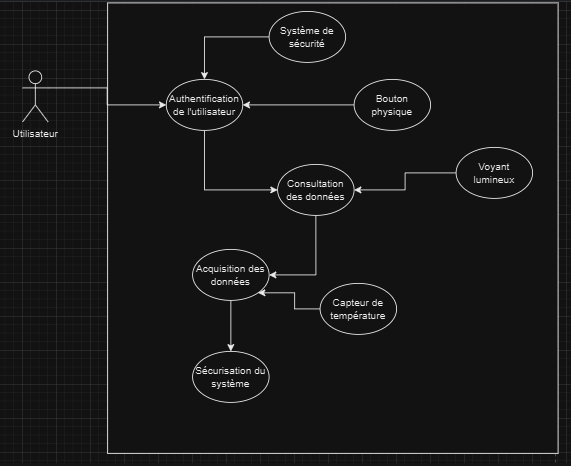 Système de
sécurité
Authentification
de l'utilisateur
Bouton
physique
Utilisateur
Consultation
des données
Voyant
lumineux
Acquisition des
données
Capteur de
température
Sécurisation du
système